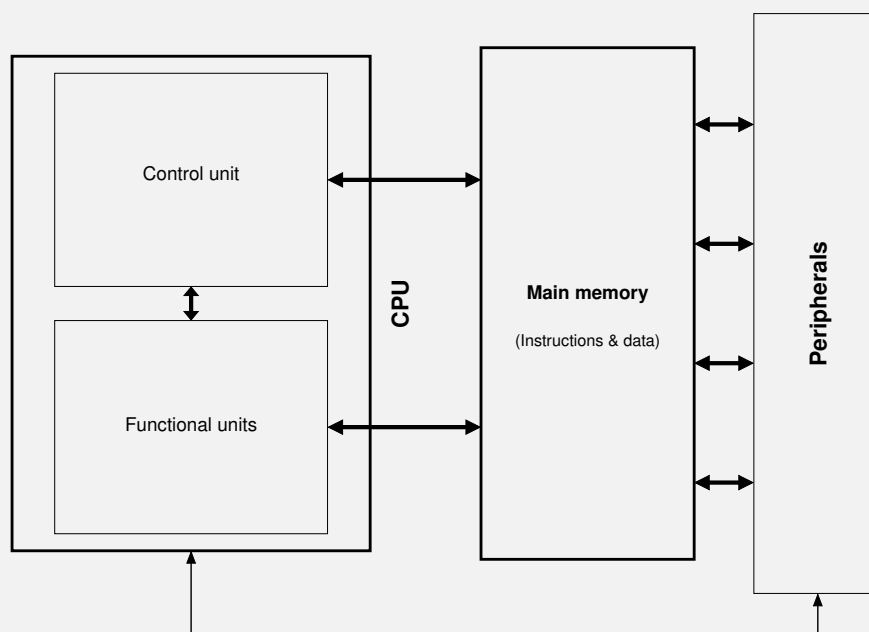 Control unit
Functional units
CPU
Main memory
(Instructions & data)
Peripherals